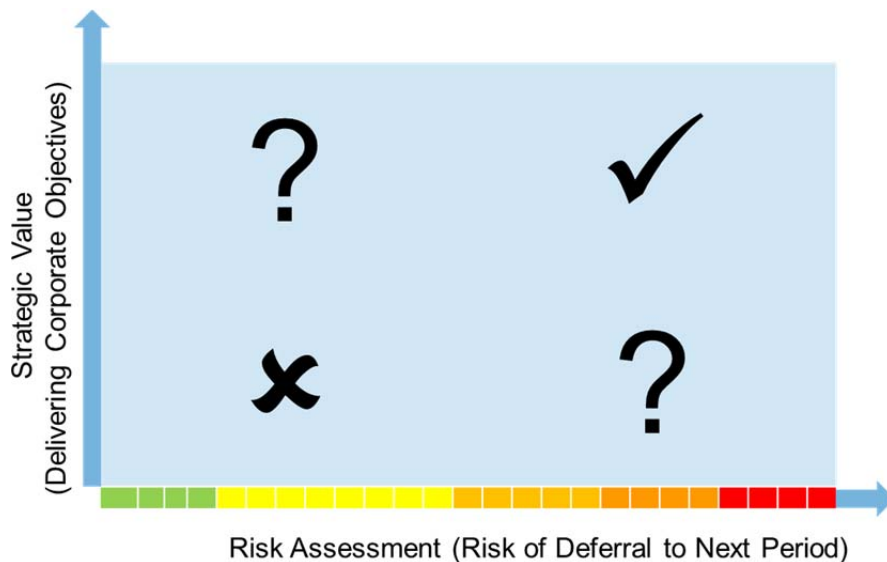 Strategic Value
(Delivering Corporate Objectives)
?
?
Risk Assessment (Risk of Deferral to Next Period)